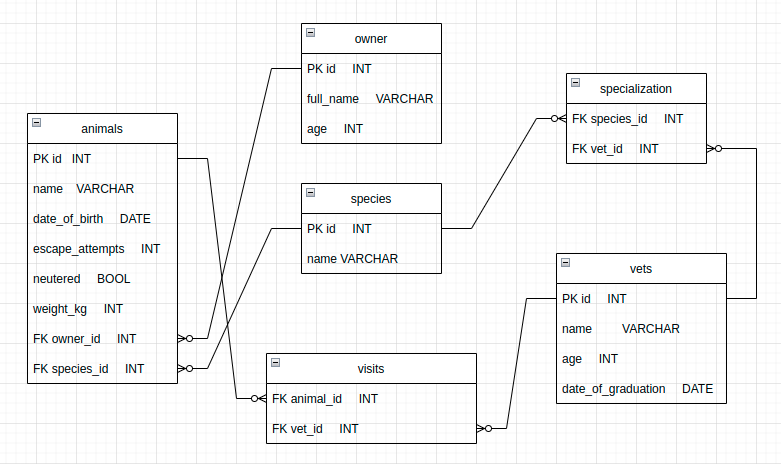 owner
PK id INT
full_name VARCHAR
age INT
specialization
FK species_id INT
FK vet_id INT
animals
PK id INT
name VARCHAR
date_of_birth DATE
escape_attempts INT
neutered BOOL
weight_kg INT
FK owner_id INT
FK species_id INT
species
PK id INT
name VARCHAR
vets
PK id INT
name VARCHAR
age INT
date_of_graduation DATE
visits
FK animal_id INT
FK vet_id INT